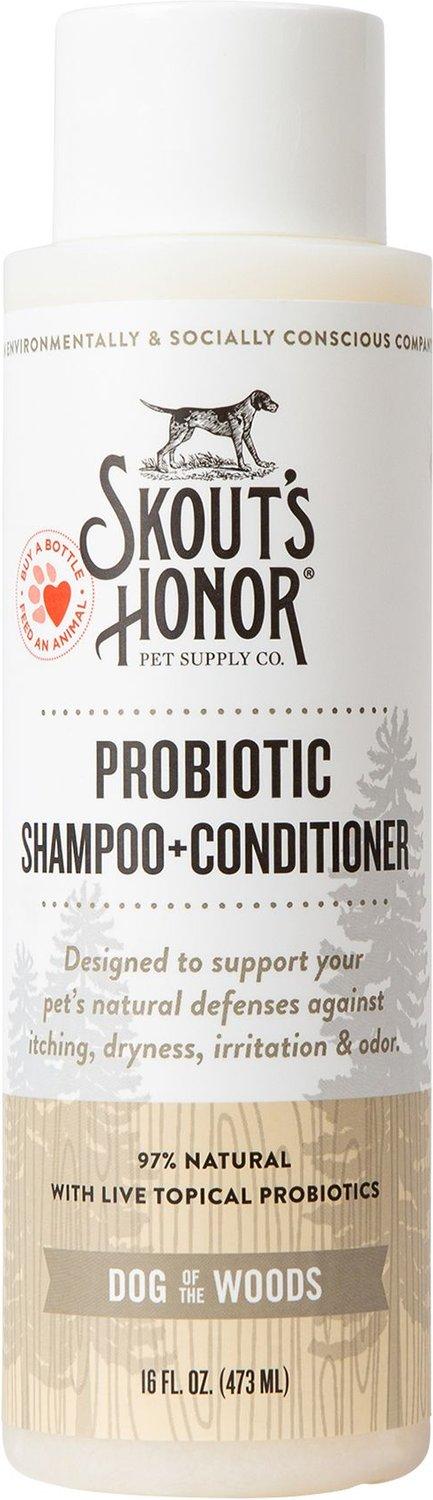 ENVIRONMENTALLY & SOCIALLY CONSCIOUS COMPANY
SKOUT'S
HONOR®
PET SUPPLY CO.
BUY A BOTTLE
FEED AN ANIMAL
PROBIOTIC
SHAMPOO+CONDITIONER
Designed to support your
pet's natural defenses against
itching, dryness, irritation & odor.
97% NATURAL
WITH LIVE TOPICAL PROBIOTICS
DOG OF THE WOODS
16 FL. OZ. (473 ML)